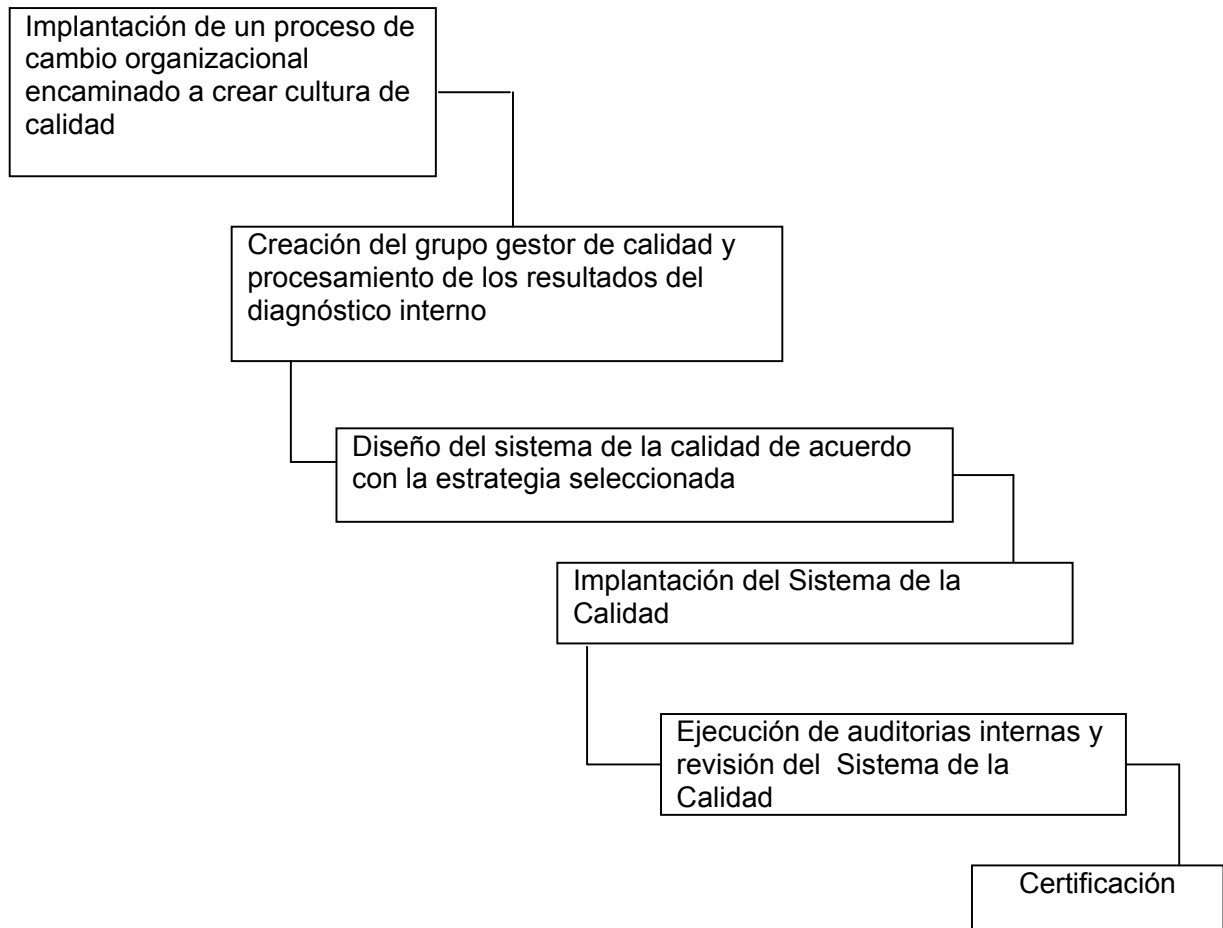 Implantación de un proceso de
cambio organizacional
encaminado a crear cultura de
calidad
Creación del grupo gestor de calidad y
procesamiento de los resultados del
diagnóstico interno
Diseño del sistema de la calidad de acuerdo
con la estrategia seleccionada
Implantación del Sistema de la
Calidad
Ejecución de auditorias internas y
revisión del  Sistema de la
Calidad
Certificación